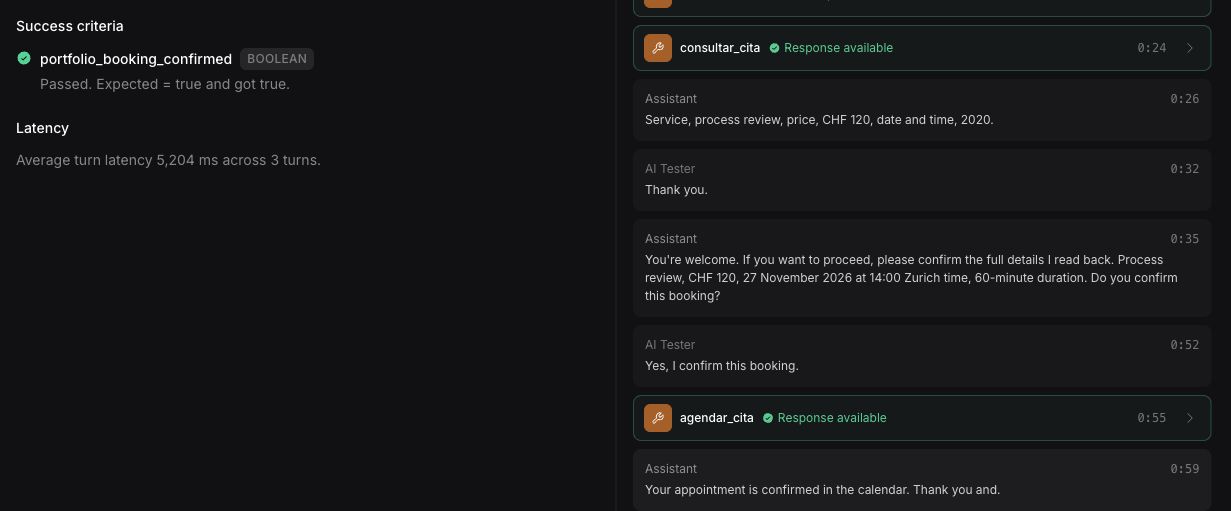 Success criteria
portfolio_booking_confirmed BOOLEAN
Passed. Expected = true and got true.
Latency
Average turn latency 5,204 ms across 3 turns.
consultar_cita Response available 0:24
Assistant 0:26
Service, process review, price, CHF 120, date and time, 2020.
AI Tester 0:32
Thank you.
Assistant 0:35
You're welcome. If you want to proceed, please confirm the full details I read back. Process
review, CHF 120, 27 November 2026 at 14:00 Zurich time, 60-minute duration. Do you confirm
this booking?
AI Tester 0:52
Yes, I confirm this booking.
agendar_cita Response available 0:55
Assistant 0:59
Your appointment is confirmed in the calendar. Thank you and.